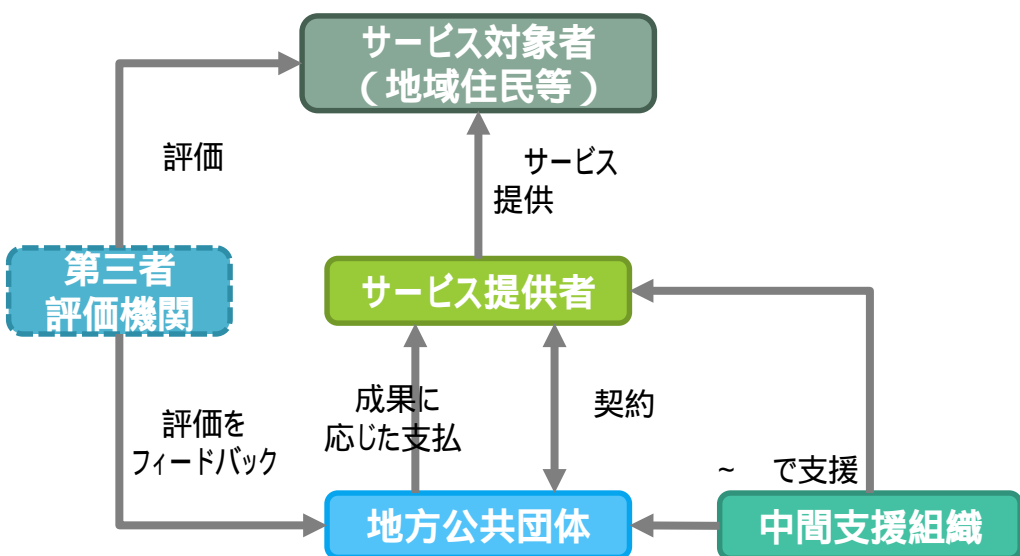 サービス対象者
(地域住民等)
評価
サービス
提供
第三者
評価機関
サービス提供者
成果に
応じた支払
契約
評価を
フィードバック
~ で支援
地方公共団体
中間支援組織